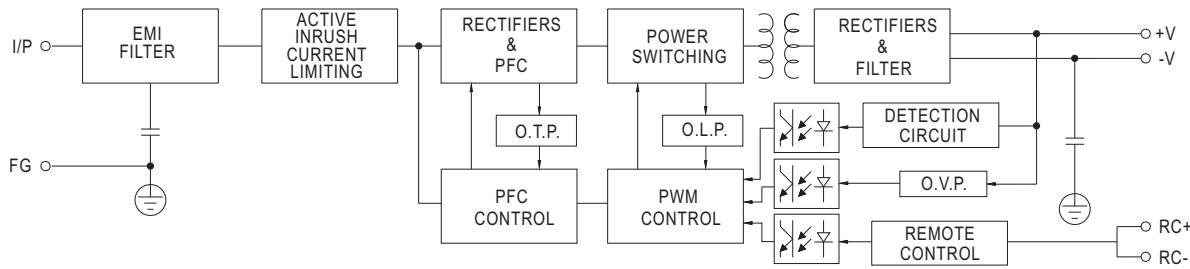 I/P
EMI
FILTER
ACTIVE
INRUSH
CURRENT
LIMITING
RECTIFIERS
&
PFC
POWER
SWITCHING
RECTIFIERS
&
FILTER
+V
-V
O.T.P.
O.L.P.
DETECTION
CIRCUIT
FG
PFC
CONTROL
PWM
CONTROL
O.V.P.
REMOTE
CONTROL
RC+
RC-